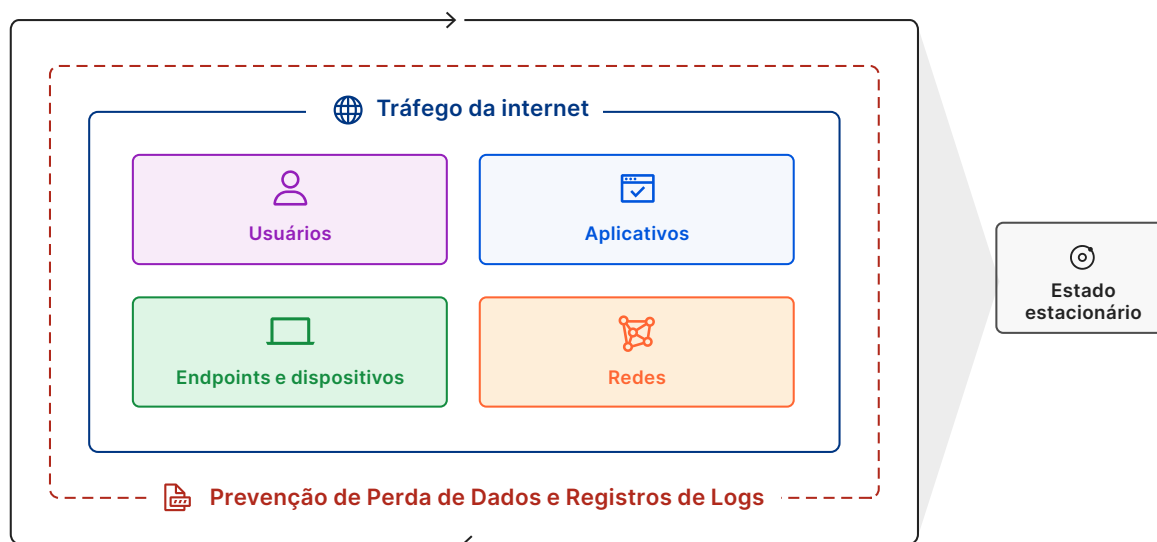 Tráfego da internet
Usuários
Aplicativos
Endpoints e dispositivos
Redes
Prevenção de Perda de Dados e Registros de Logs
Estado
estacionário